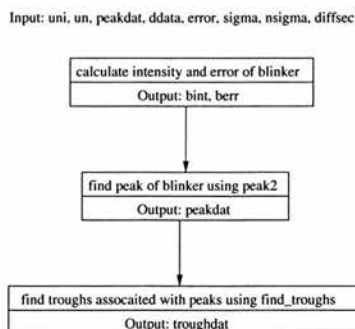 Input: uni, un, peakdat, ddata, error, sigma, nsigma, diffsec
calculate intensity and error of blinker
Output: bint, berr
find peak of blinker using peak2
Output: peakdat
find troughs assocaited with peaks using find_troughs
Output: troughdat